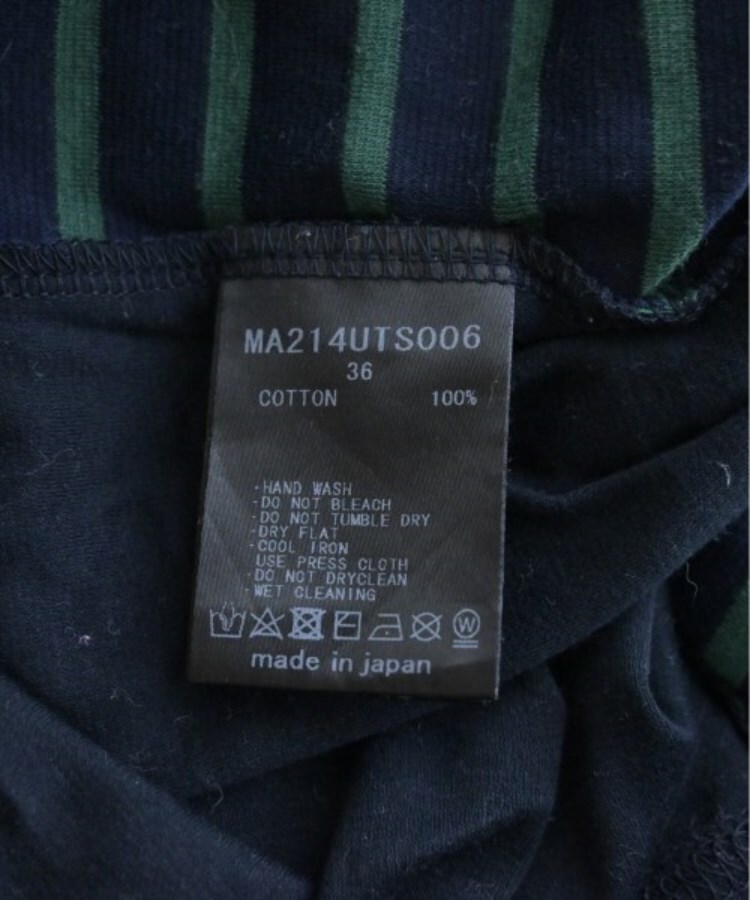 MA214UTS006
36
COTTON 100%
-HAND WASH
-DO NOT BLEACH
-DO NOT TUMBLE DRY
-DRY FLAT
-COOL IRON
USE PRESS CLOTH
-DO NOT DRYCLEAN
-WET CLEANING
W
made in japan